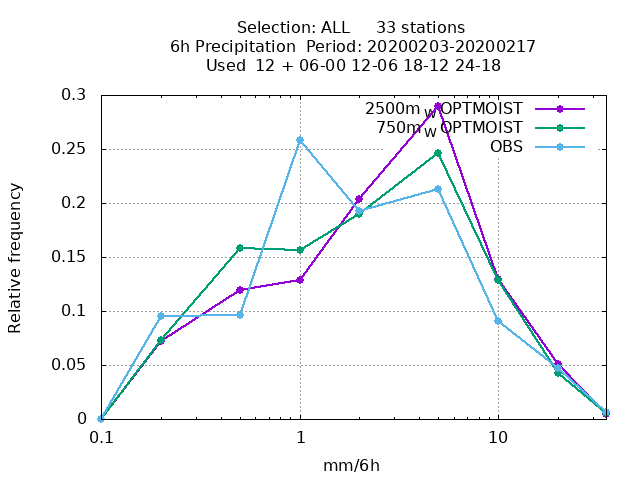 Selection: ALL 33 stations
6h Precipitation Period: 20200203-20200217
Used 12 + 06-00 12-06 18-12 24-18
0.3
2500m W OPTMOIST
750m W OPTMOIST
OBS
0.25
0.2
0.15
0.1
0.05
0
Relative frequency
0.1 1 10
mm/6h